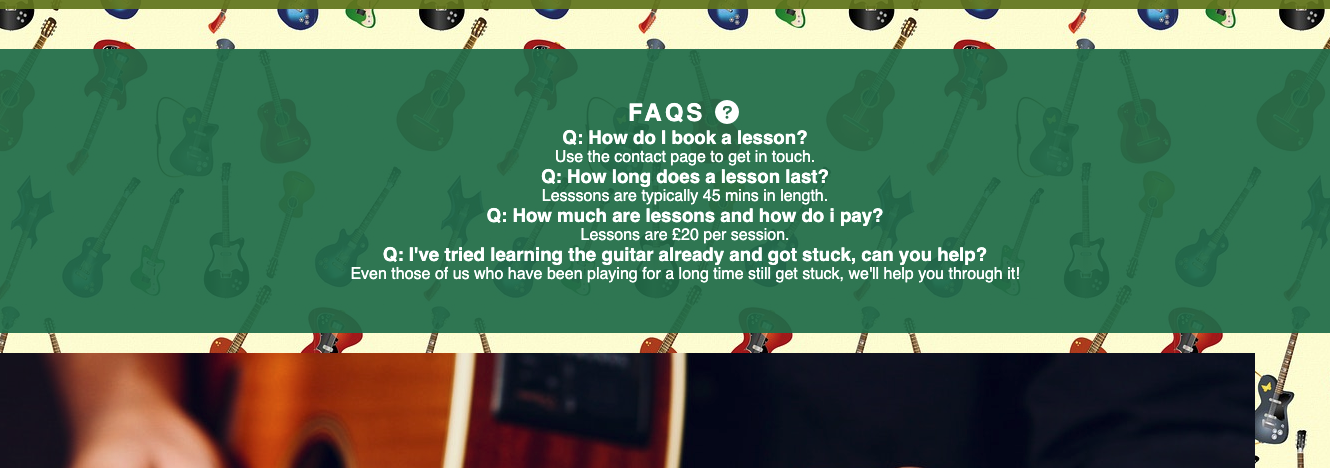 FAQS ?
Q: How do I book a lesson?
Use the contact page to get in touch.
Q: How long does a lesson last?
Lesssons are typically 45 mins in length.
Q: How much are lessons and how do i pay?
Lessons are £20 per session.
Q: I've tried learning the guitar already and got stuck, can you help?
Even those of us who have been playing for a long time still get stuck, we'll help you through it!